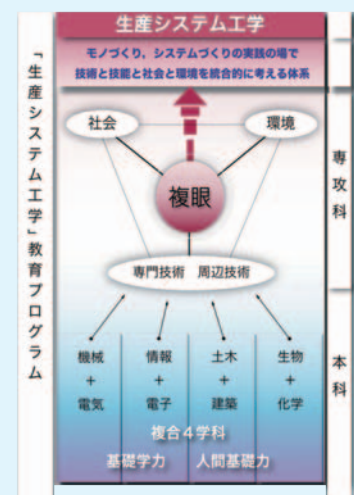 生産システム工学
モノづくり，システムづくりの実践の場で
技術と技能と社会と環境を統合的に考える体系
「生産システム工学」教育プログラム
社会
環境
複眼
専門技術 周辺技術
専攻科
機械
+
電気
情報
+
電子
土木
+
建築
生物
+
化学
本科
複合4学科
基礎学力 人間基礎力